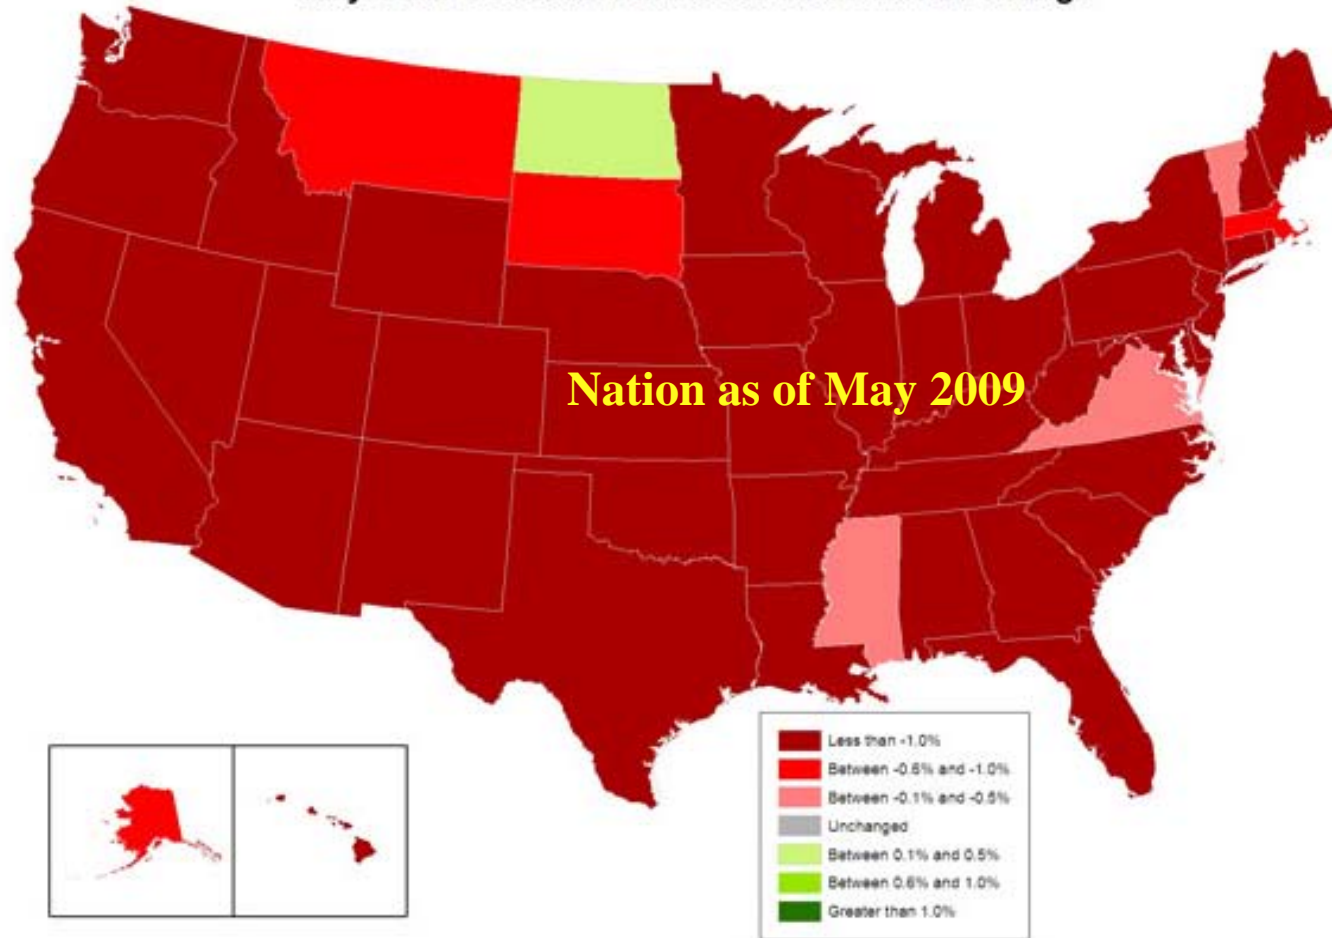 Nation as of May 2009
Less than -1.0%
Between -0.6% and -1.0%
Between -0.1% and -0.5%
Unchanged
Between 0.1% and 0.5%
Between 0.6% and 1.0%
Greater than 1.0%